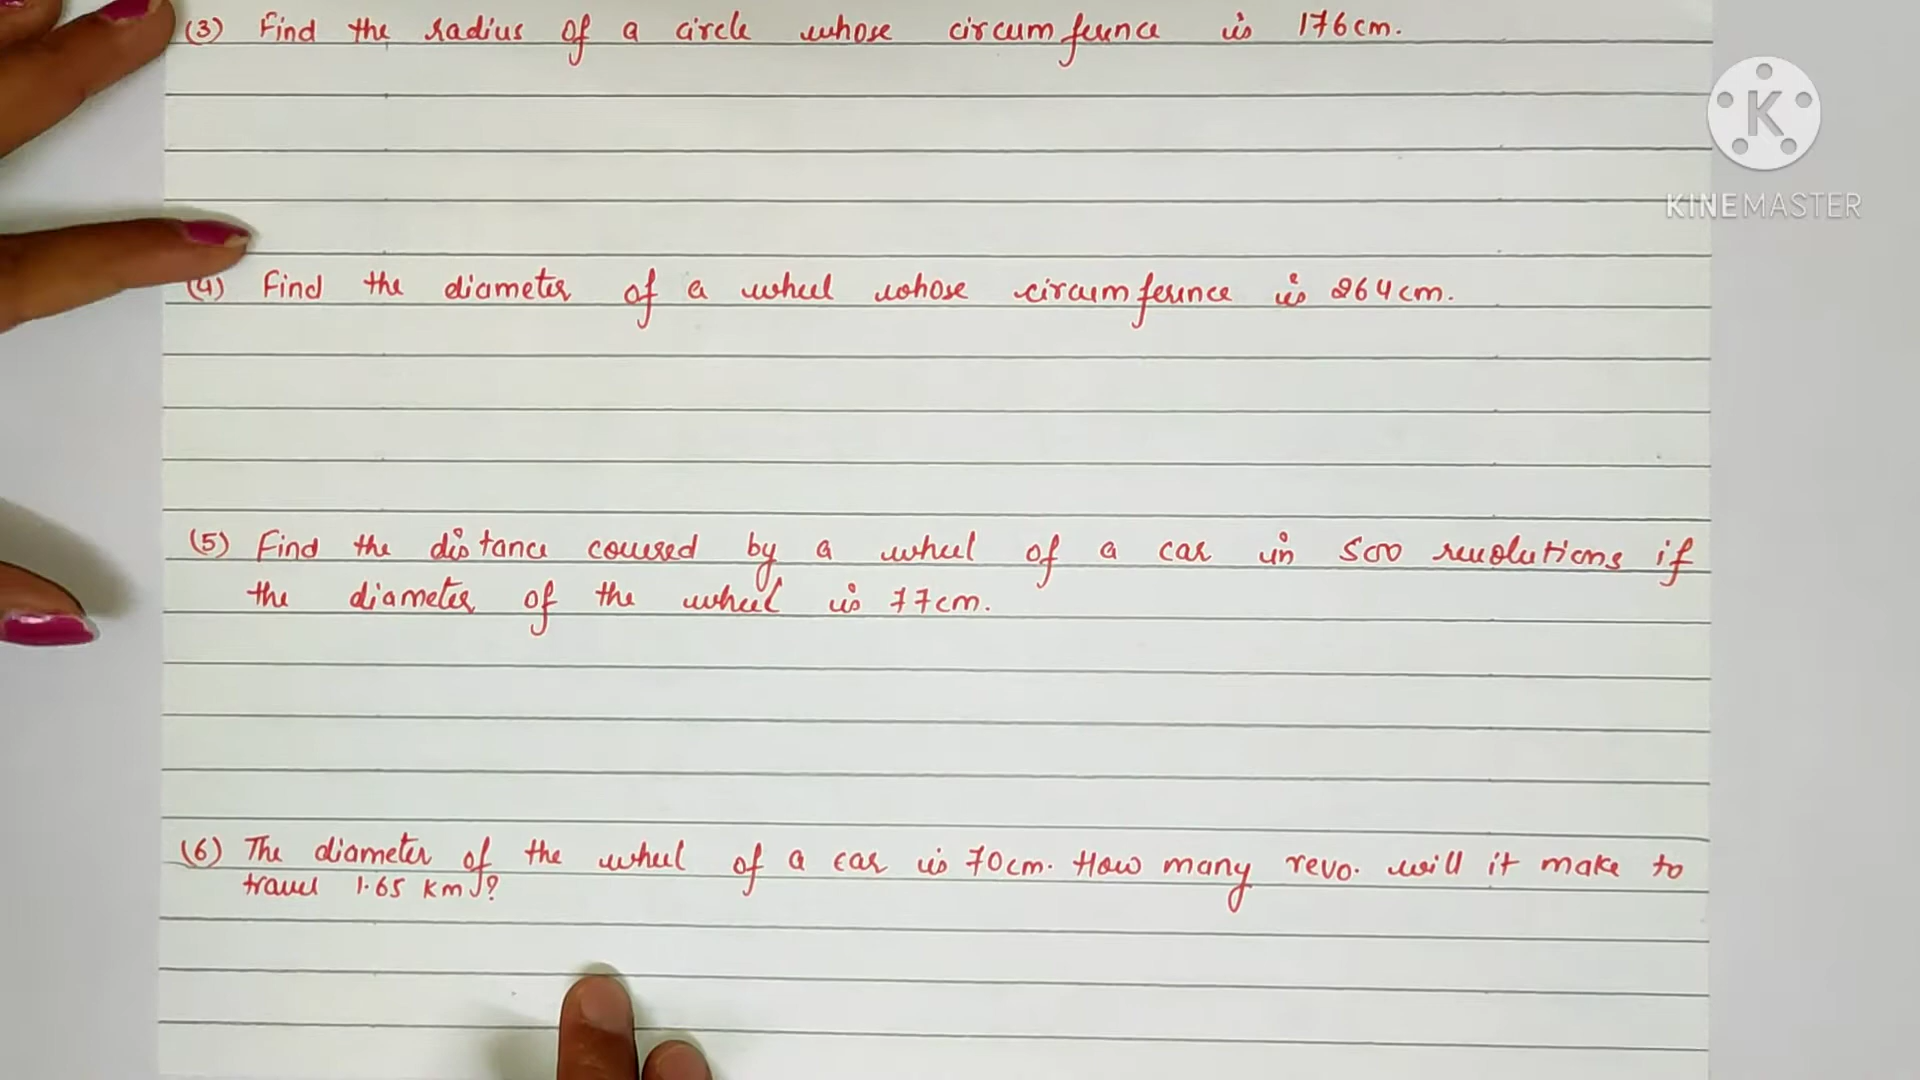 (3) Find the radius of a circle whose circumference is 176cm.
K
KINEMASTER
(4) Find the diameter of a wheel whose circumference is 264cm.
(5) Find the distance covered by a wheel of a car in 500 revolutions if
the diameter of the wheel is 77cm.
(6) The diameter of the wheel of a car is 70cm. How many revo. will it make to
travel 1.65 km?